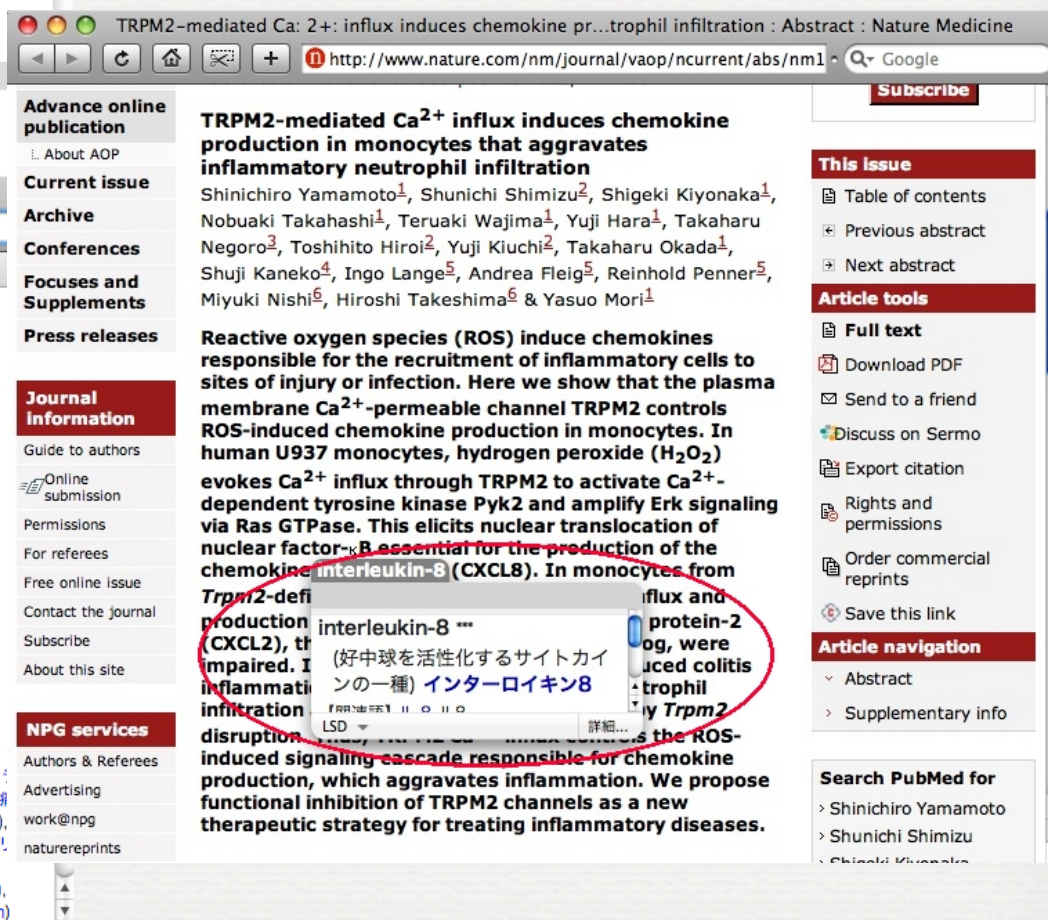 TRPM2-mediated Ca: 2+: influx induces chemokine pr...trophil infiltration : Abstract : Nature Medicine
http://www.nature.com/nm/journal/vaop/ncurrent/abs/nm1
Google
Advance online
publication
About AOP
Current issue
Archive
Conferences
Focuses and
Supplements
Press releases
Journal
information
Guide to authors
Online
submission
Permissions
For referees
Free online issue
Contact the journal
Subscribe
About this site
NPG services
Authors & Referees
Advertising
work@npg
naturereprints
TRPM2-mediated Ca2+ influx induces chemokine
production in monocytes that aggravates
inflammatory neutrophil infiltration
Shinichiro Yamamoto1, Shunichi Shimizu2, Shigeki Kiyonaka1,
Nobuaki Takahashi1, Teruaki Wajima1, Yuji Hara1, Takaharu
Negoro3, Toshihito Hiroi2, Yuji Kiuchi2, Takaharu Okada1,
Shuji Kaneko4, Ingo Lange5, Andrea Fleig5, Reinhold Penner5,
Miyuki Nishi6, Hiroshi Takeshima6 & Yasuo Mori1
Reactive oxygen species (ROS) induce chemokines
responsible for the recruitment of inflammatory cells to
sites of injury or infection. Here we show that the plasma
membrane Ca2+-permeable channel TRPM2 controls
ROS-induced chemokine production in monocytes. In
human U937 monocytes, hydrogen peroxide (H2O2)
evokes Ca2+ influx through TRPM2 to activate Ca2+-
dependent tyrosine kinase Pyk2 and amplify Erk signaling
via Ras GTPase. This elicits nuclear translocation of
nuclear factor-κB essential for the production of the
chemokine interleukin-8 (CXCL8). In monocytes from
Trpm2-defi flux and
production protein-2
(CXCL2), th og, were
impaired. I uced colitis
inflammati trophil
infiltration y Trpm2
disruption. the ROS-
induced signaling cascade responsible for chemokine
production, which aggravates inflammation. We propose
functional inhibition of TRPM2 channels as a new
therapeutic strategy for treating inflammatory diseases.
interleukin-8 ***
(好中球を活性化するサイトカイ
ンの一種) インターロイキン8
LSD
詳細...
Subscribe
This issue
Table of contents
Previous abstract
Next abstract
Article tools
Full text
Download PDF
Send to a friend
Discuss on Sermo
Export citation
Rights and
permissions
Order commercial
reprints
Save this link
Article navigation
Abstract
Supplementary info
Search PubMed for
Shinichiro Yamamoto
Shunichi Shimizu